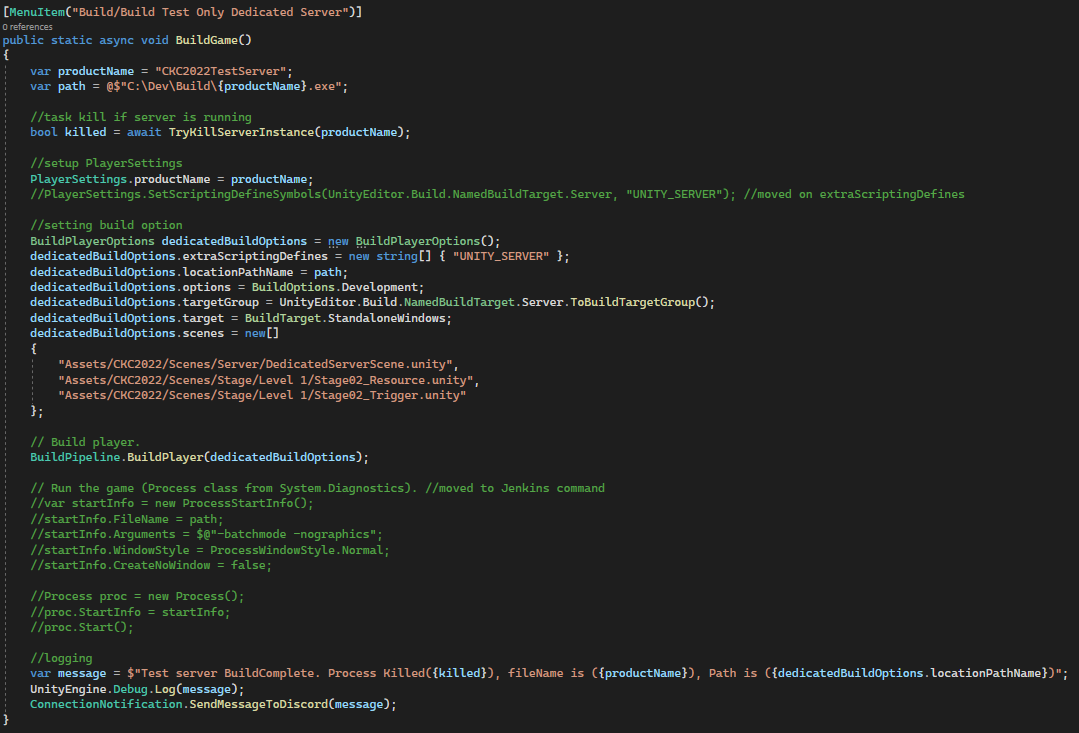 [MenuItem("Build/Build Test Only Dedicated Server")]
0 references
public static async void BuildGame()
{
var productName = "CKC2022TestServer";
var path = @$"C:\Dev\Build\{productName}.exe";
//task kill if server is running
bool killed = await TryKillServerInstance(productName);
//setup PlayerSettings
PlayerSettings.productName = productName;
//PlayerSettings.SetScriptingDefineSymbols(UnityEditor.Build.NamedBuildTarget.Server, "UNITY_SERVER"); //moved on extraScriptingDefines
//setting build option
BuildPlayerOptions dedicatedBuildOptions = new BuildPlayerOptions();
dedicatedBuildOptions.extraScriptingDefines = new string[] { "UNITY_SERVER" };
dedicatedBuildOptions.locationPathName = path;
dedicatedBuildOptions.options = BuildOptions.Development;
dedicatedBuildOptions.targetGroup = UnityEditor.Build.NamedBuildTarget.Server.ToBuildTargetGroup();
dedicatedBuildOptions.target = BuildTarget.StandaloneWindows;
dedicatedBuildOptions.scenes = new[]
{
"Assets/CKC2022/Scenes/Server/DedicatedServerScene.unity",
"Assets/CKC2022/Scenes/Stage/Level 1/Stage02_Resource.unity",
"Assets/CKC2022/Scenes/Stage/Level 1/Stage02_Trigger.unity"
};
// Build player.
BuildPipeline.BuildPlayer(dedicatedBuildOptions);
// Run the game (Process class from System.Diagnostics). //moved to Jenkins command
//var startInfo = new ProcessStartInfo();
//startInfo.FileName = path;
//startInfo.Arguments = $@"-batchmode -nographics";
//startInfo.WindowStyle = ProcessWindowStyle.Normal;
//startInfo.CreateNoWindow = false;
//Process proc = new Process();
//proc.StartInfo = startInfo;
//proc.Start();
//logging
var message = $"Test server BuildComplete. Process Killed({killed}), fileName is ({productName}), Path is ({dedicatedBuildOptions.locationPathName})";
UnityEngine.Debug.Log(message);
ConnectionNotification.SendMessageToDiscord(message);
}